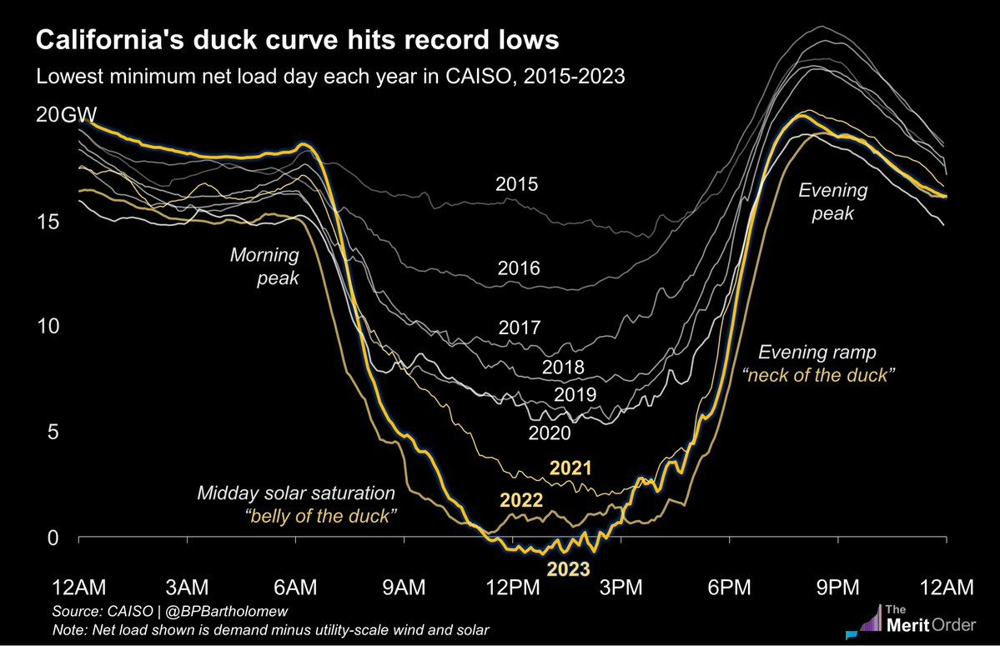 California's duck curve hits record lows
Lowest minimum net load day each year in CAISO, 2015-2023
20GW
15
10
5
0
2015
2016
2017
2018
2019
2020
2021
2022
2023
Morning
peak
Evening
peak
Evening ramp
“neck of the duck”
Midday solar saturation
“belly of the duck”
12AM
3AM
6AM
9AM
12PM
3PM
6PM
9PM
12AM
Source: CAISO | @BPBartholomew
Note: Net load shown is demand minus utility-scale wind and solar
The
Merit Order